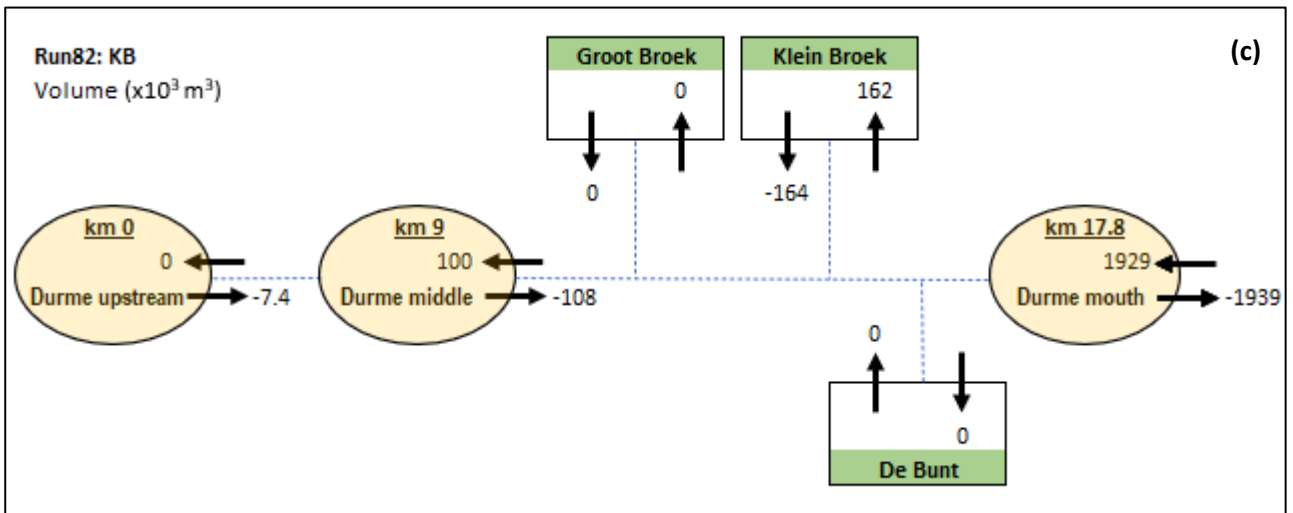 Run82: KB
Volume (x10³ m³)
(c)
Groot Broek
0
0
Klein Broek
162
-164
km 0
0
Durme upstream
-7.4
km 9
100
Durme middle
-108
km 17.8
1929
Durme mouth
-1939
0
0
De Bunt